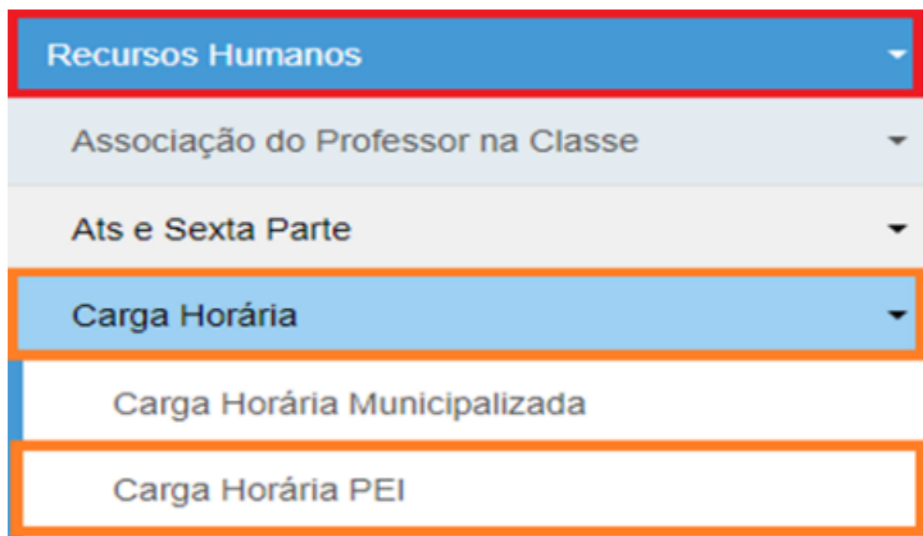 Recursos Humanos
Associação do Professor na Classe
Ats e Sexta Parte
Carga Horária
Carga Horária Municipalizada
Carga Horária PEI